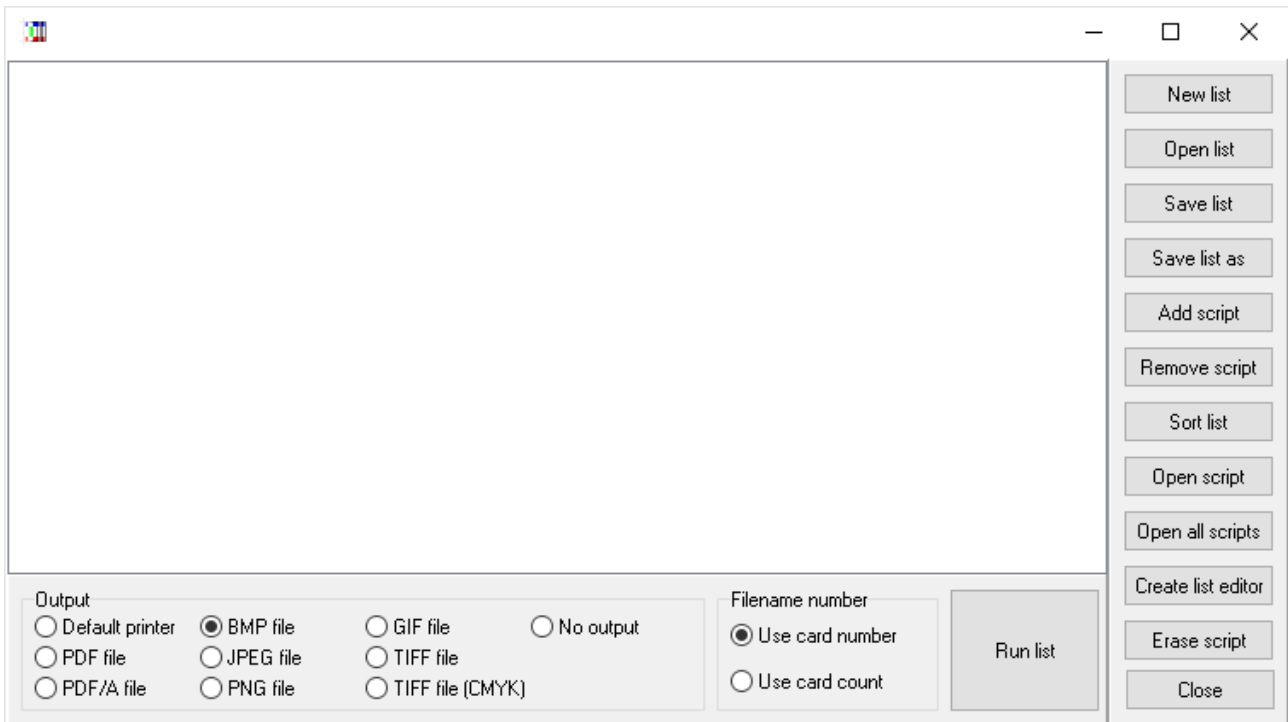 New list
Open list
Save list
Save list as
Add script
Remove script
Sort list
Open script
Open all scripts
Create list editor
Erase script
Close
Output
Default printer
BMP file
GIF file
No output
PDF file
JPEG file
TIFF file
PDF/A file
PNG file
TIFF file (CMYK)
Filename number
Use card number
Use card count
Run list